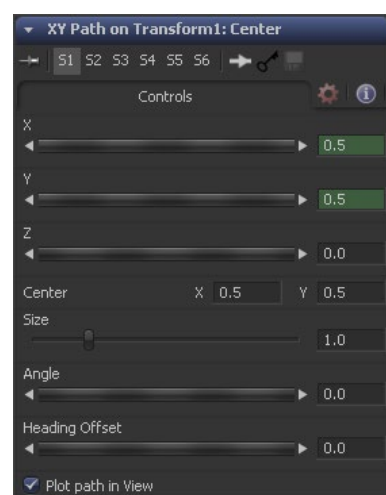 XY Path on Transform1: Center
S1 S2 S3 S4 S5 S6
Controls
X
0.5
Y
0.5
Z
0.0
Center X 0.5 Y 0.5
Size
1.0
Angle
0.0
Heading Offset
0.0
Plot path in View